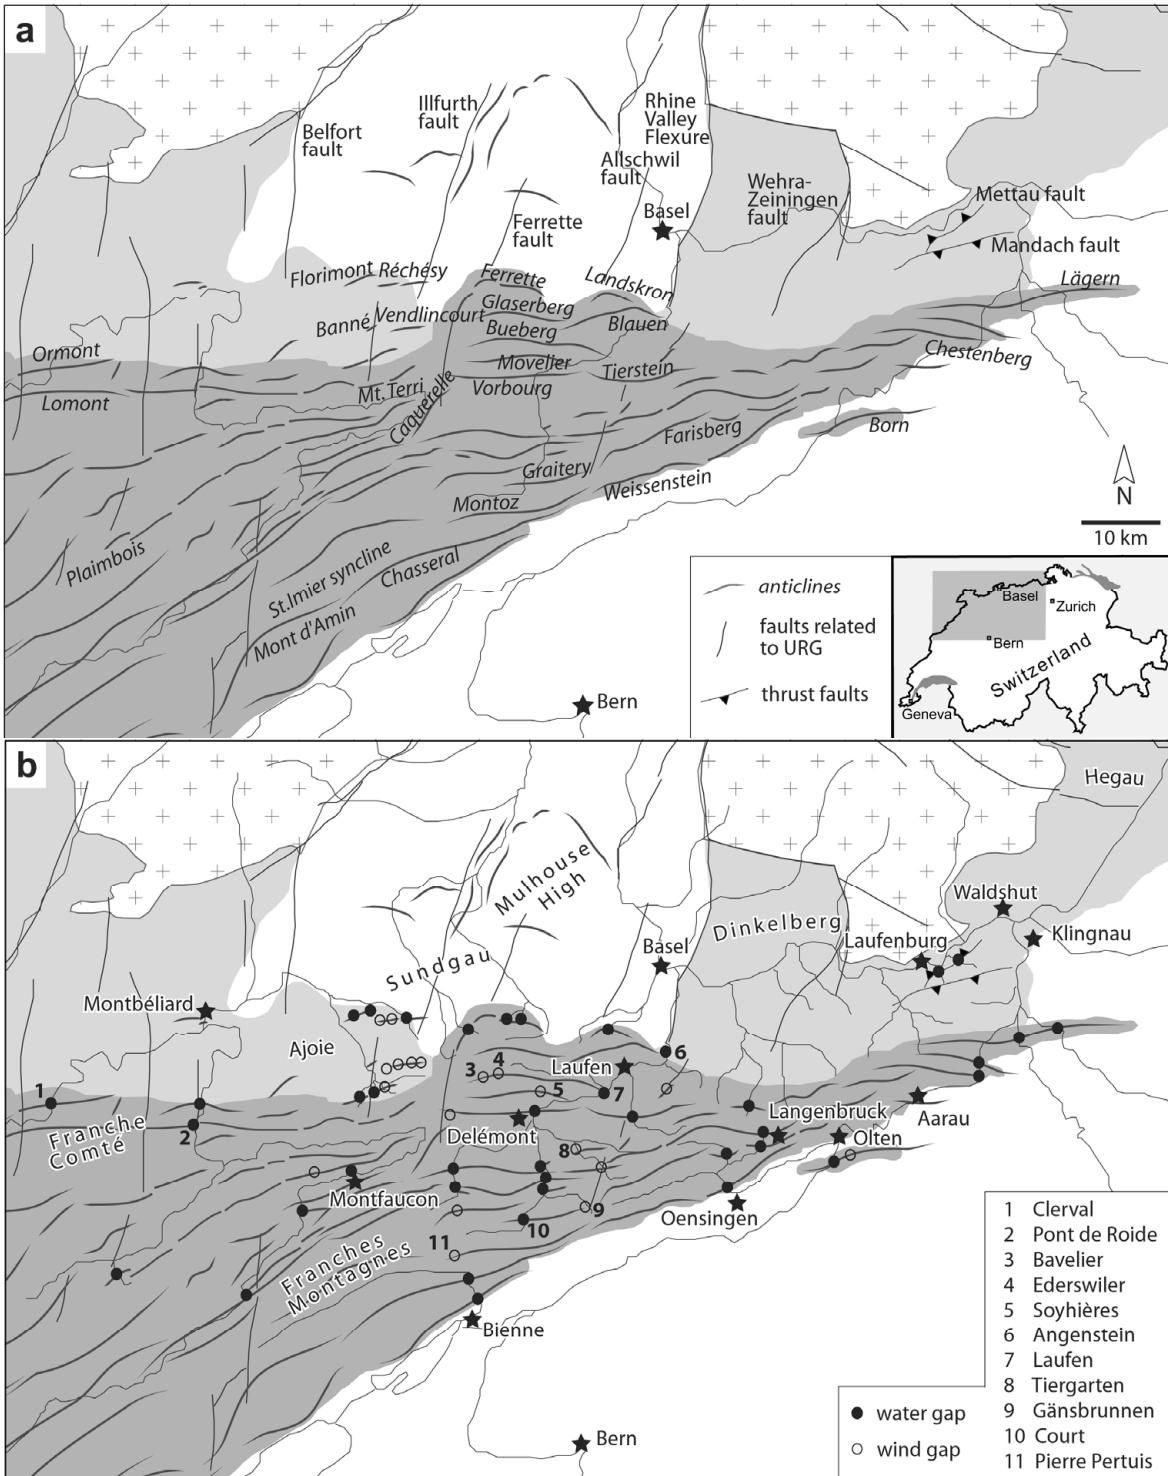 a
Belfort
fault
Illfurth
fault
Rhine
Valley
Flexure
Allschwil
fault
Basel
Wehra-
Zeiningen
fault
Ferrette
fault
Mettau fault
Mandach fault
Florimont
Réchésy
Ferrette
Landskron
Lägern
Glaserberg
Banné
Vendlincourt
Bueberg
Blauen
Ormont
Movelier
Tierstein
Chestenberg
Lomont
Mt. Terri
Vorbourg
Caquerelle
Farisberg
Born
Graitery
Weissenstein
Montoz
Plaimbois
St.Imier syncline
Chasseral
Mont d'Amin
Bern
N
10 km
anticlines
faults related
to URG
thrust faults
Basel
Zurich
Bern
Switzerland
Geneva
b
Hegau
Mulhouse
High
Waldshut
Dinkelberg
Laufenburg
Klingnau
Basel
Sundgau
Montbéliard
Ajoie
6
Laufen
3
4
5
7
1
2
Franche
Comté
Delémont
Langenbruck
Aarau
Olten
8
Montfaucon
9
Oensingen
10
11
Franches
Montagnes
Bienne
Bern
water gap
wind gap
1 Clerval
2 Pont de Roide
3 Bavelier
4 Ederswiler
5 Soyhières
6 Angenstein
7 Laufen
8 Tiergarten
9 Gänsbrunnen
10 Court
11 Pierre Pertuis